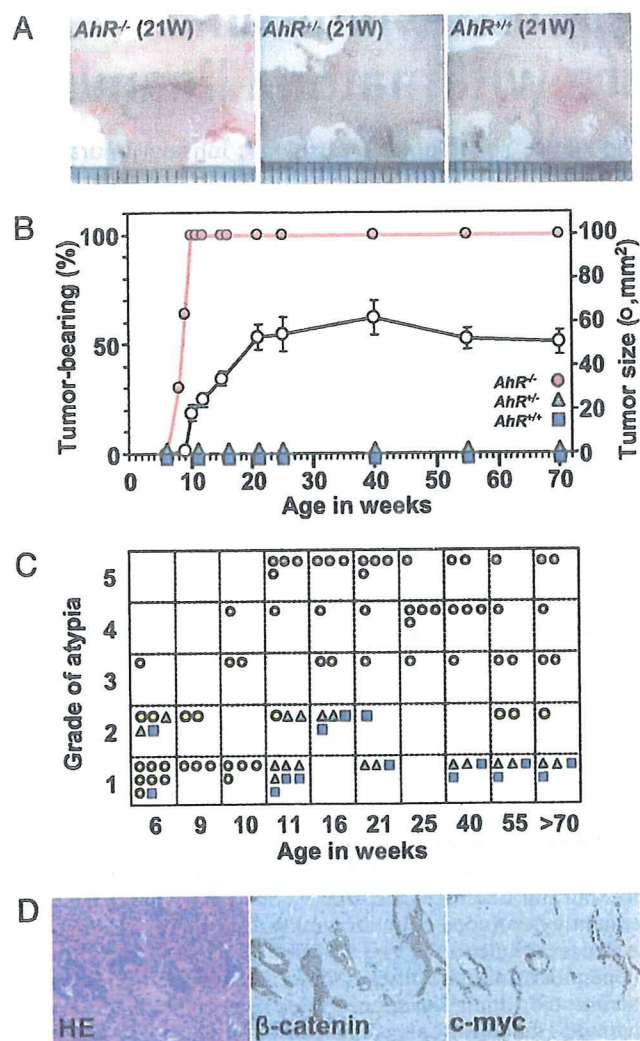 A
AhR-/- (21W)
AhR+/- (21W)
AhR+/+ (21W)
B
100
50
0
Tumor-bearing (%)
100
80
60
40
20
0
Tumor size (o,mm²)
AhR-/-
AhR+/-
AhR+/+
0 10 20 30 40 50 60 70
Age in weeks
C
Grade of atypia
5
4
3
2
1
6 9 10 11 16 21 25 40 55 >70
Age in weeks
D
HE
β-catenin
c-myc